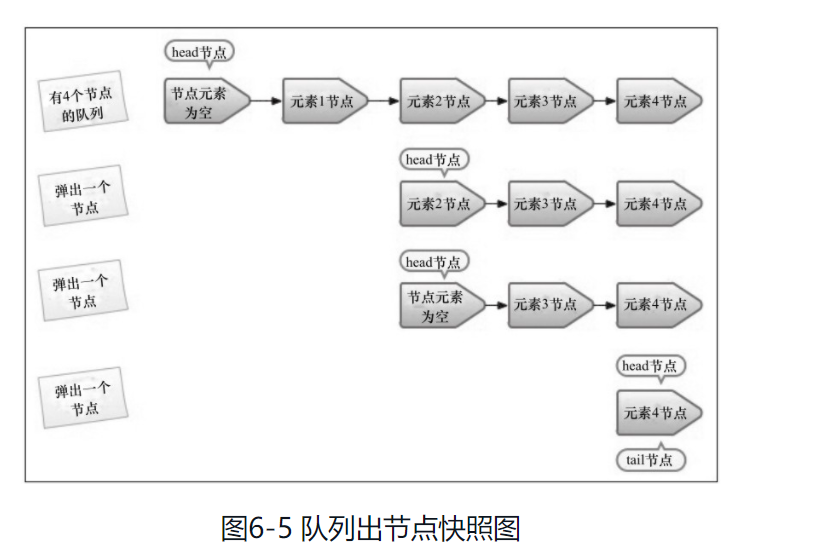 head节点
有4个节点
的队列
节点元素
为空
元素1节点
元素2节点
元素3节点
元素4节点
head节点
弹出一个
节点
元素2节点
元素3节点
元素4节点
head节点
弹出一个
节点
节点元素
为空
元素3节点
元素4节点
head节点
弹出一个
节点
元素4节点
tail节点
图6-5 队列出节点快照图